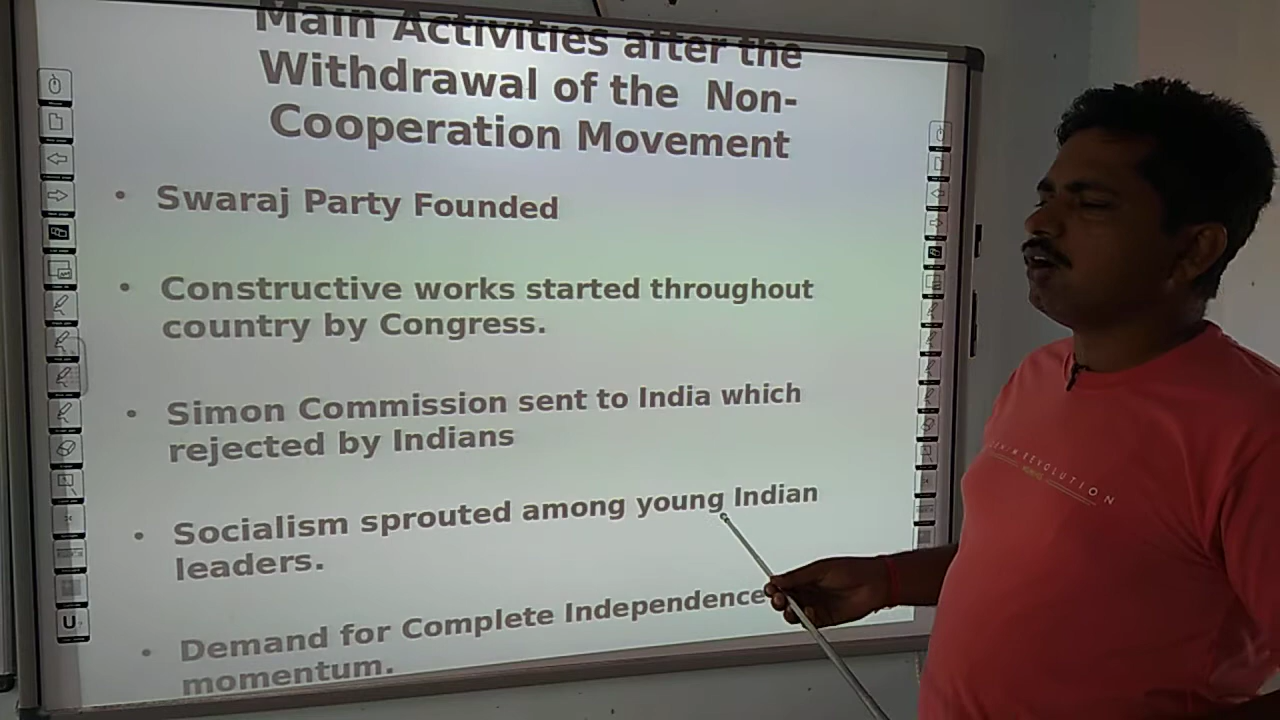 Main Activities after the
Withdrawal of the Non-
Cooperation Movement
• Swaraj Party Founded
• Constructive works started throughout
country by Congress.
• Simon Commission sent to India which
rejected by Indians
• Socialism sprouted among young Indian
leaders.
• Demand for Complete Independence
momentum.
REVOLUTION
U